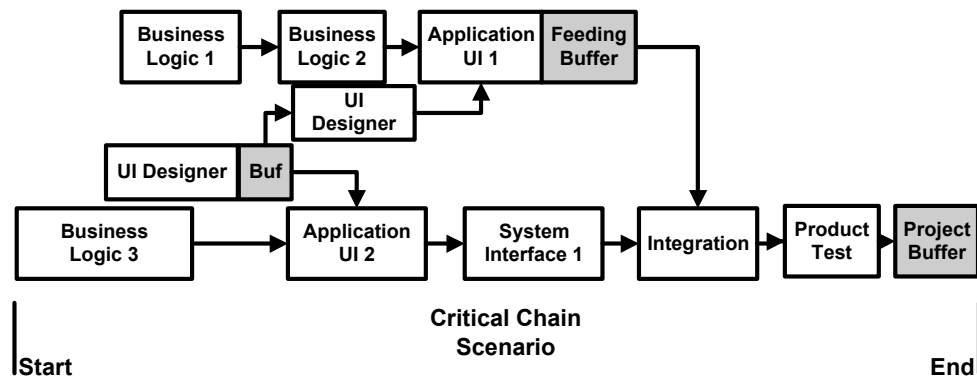 Business
Logic 1
Business
Logic 2
Application
UI 1
Feeding
Buffer
UI
Designer
UI Designer
Buf
Business
Logic 3
Application
UI 2
System
Interface 1
Integration
Product
Test
Project
Buffer
Critical Chain
Scenario
Start
End